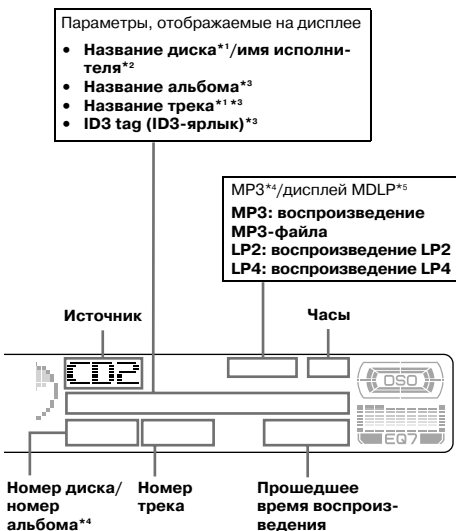 Параметры, отображаемые на дисплее
• Название диска*1/имя исполни-
теля*2
• Название альбома*3
• Название трека*1 *3
• ID3 tag (ID3-ярлык)*3
MP3*4/дисплей MDLP*5
MP3: воспроизведение
MP3-файла
LP2: воспроизведение LP2
LP4: воспроизведение LP4
Источник
Часы
CD2
DSO
EQ7
Номер диска/
номер
альбома*4
Номер
трека
Прошедшее
время воспроиз-
ведения